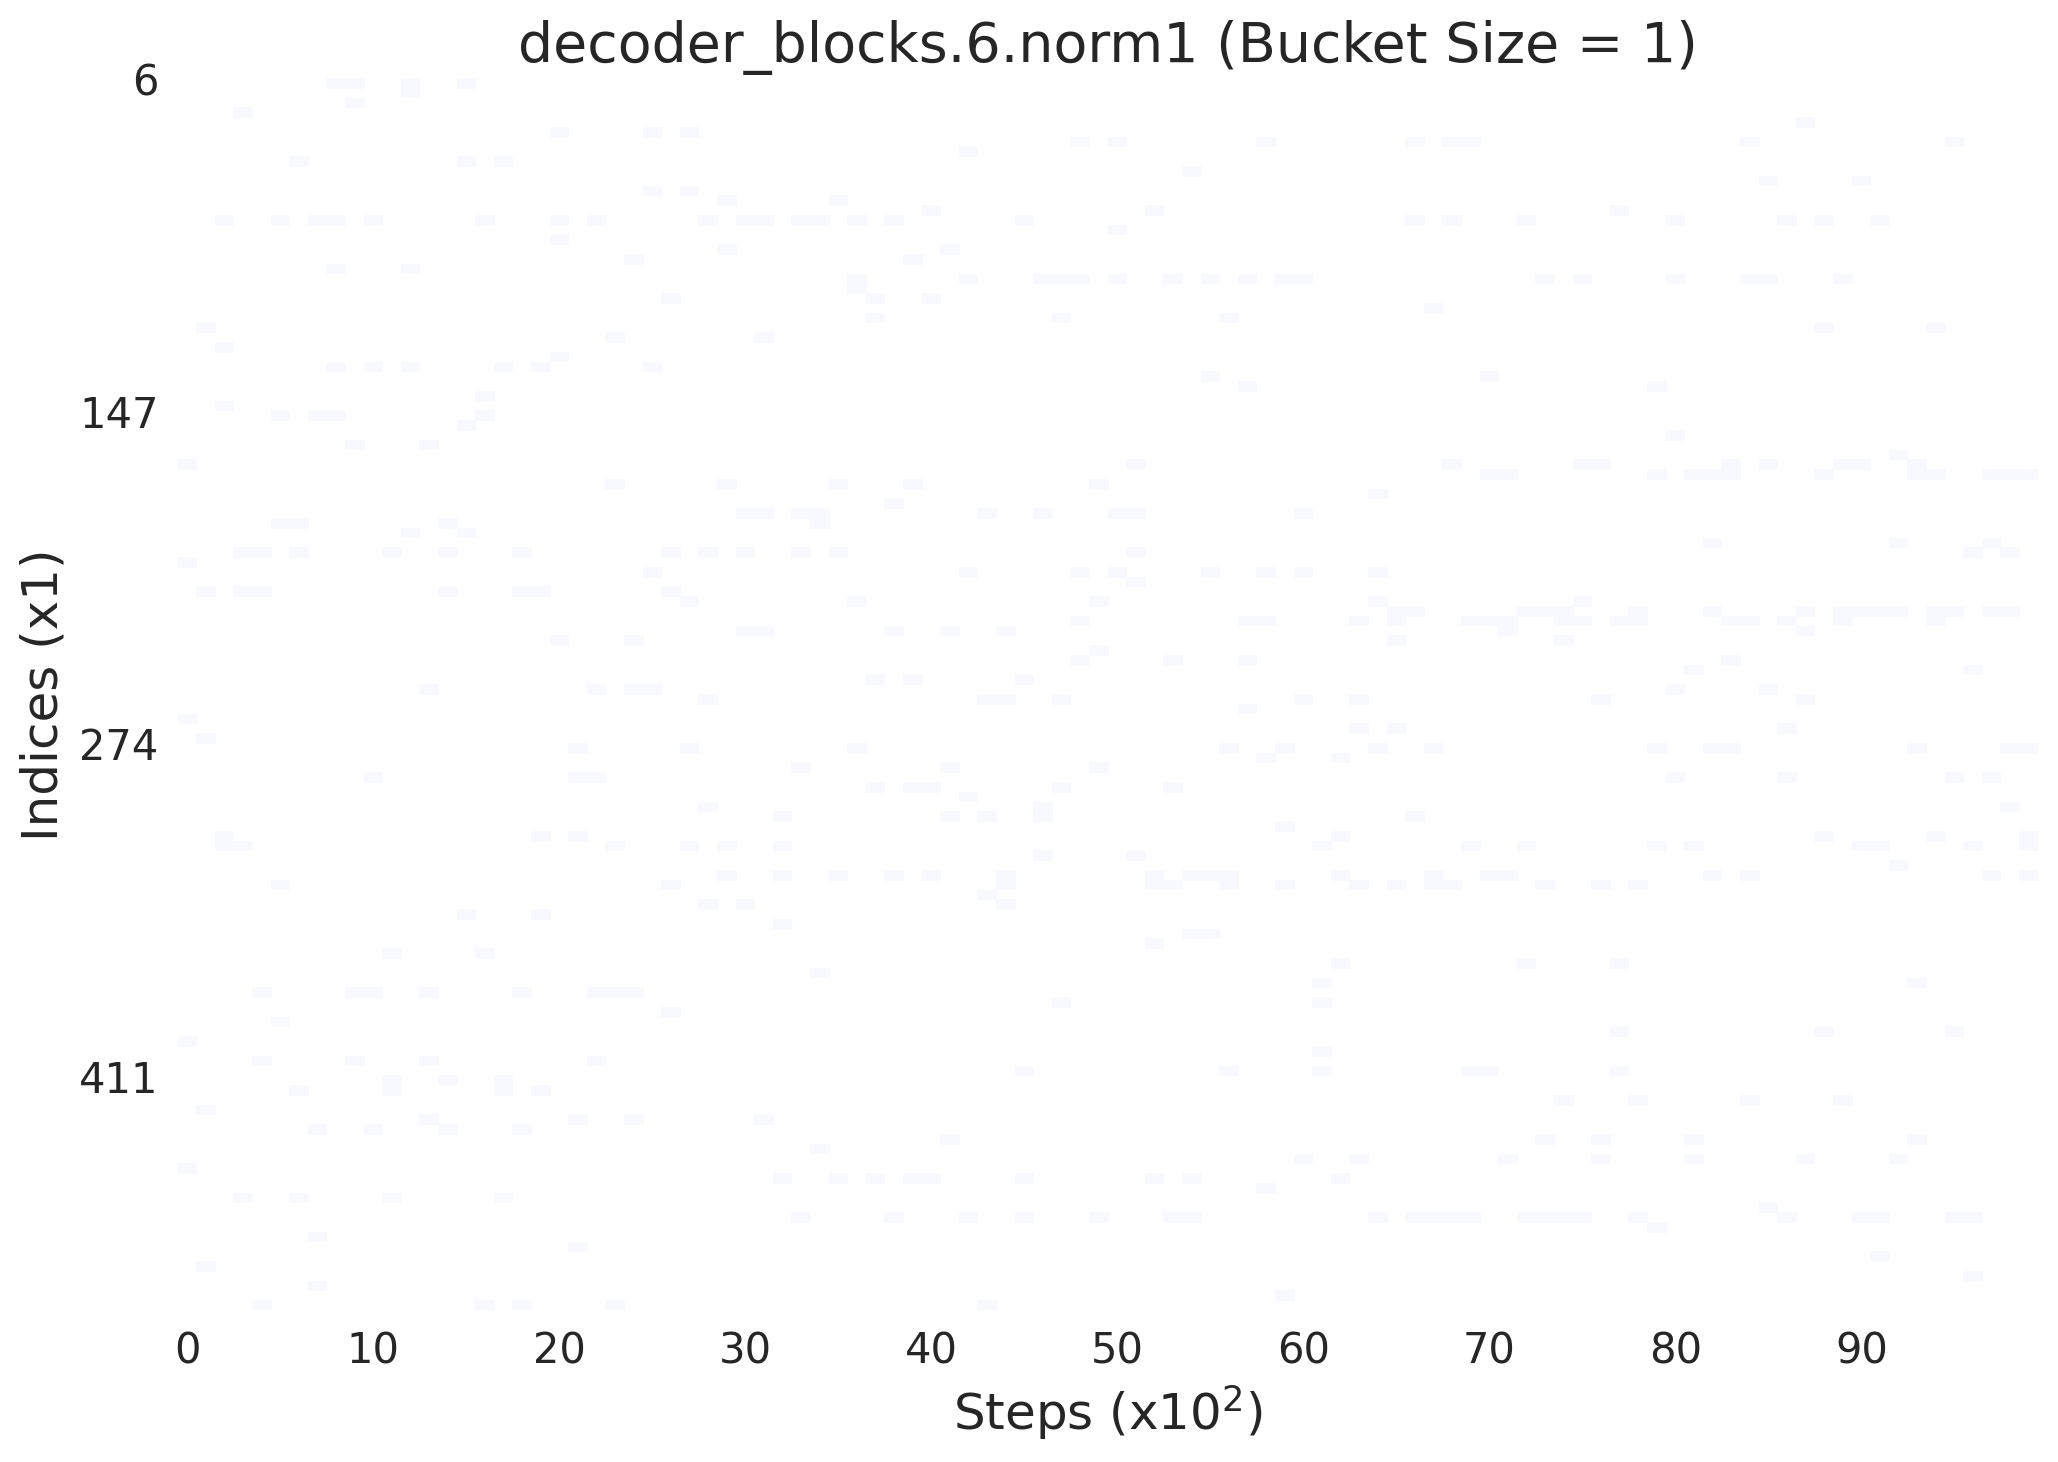 decoder_blocks.6.norm1 (Bucket Size = 1)
6
147
274
411
Indices (x1)
0 10 20 30 40 50 60 70 80 90
Steps (x10²)